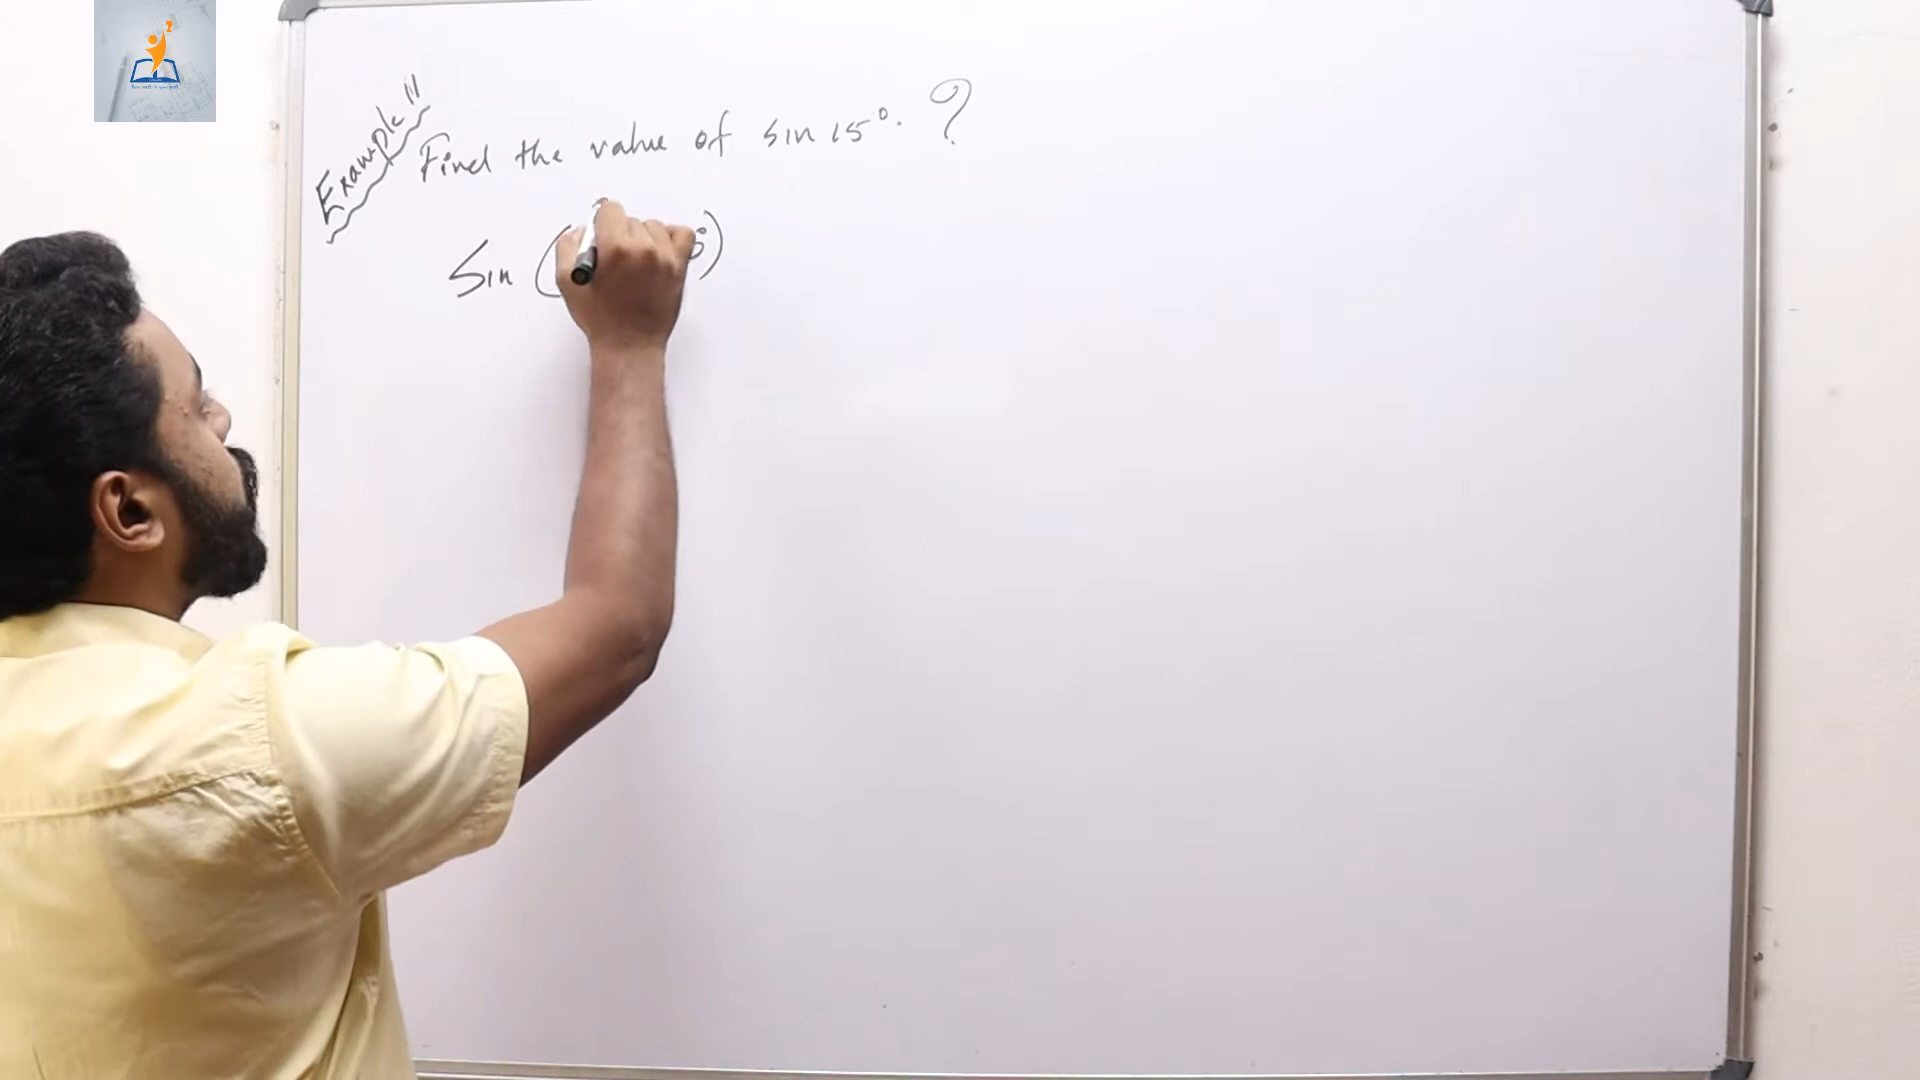 Example 11
Find the value of sin 15°. ?
Sin (